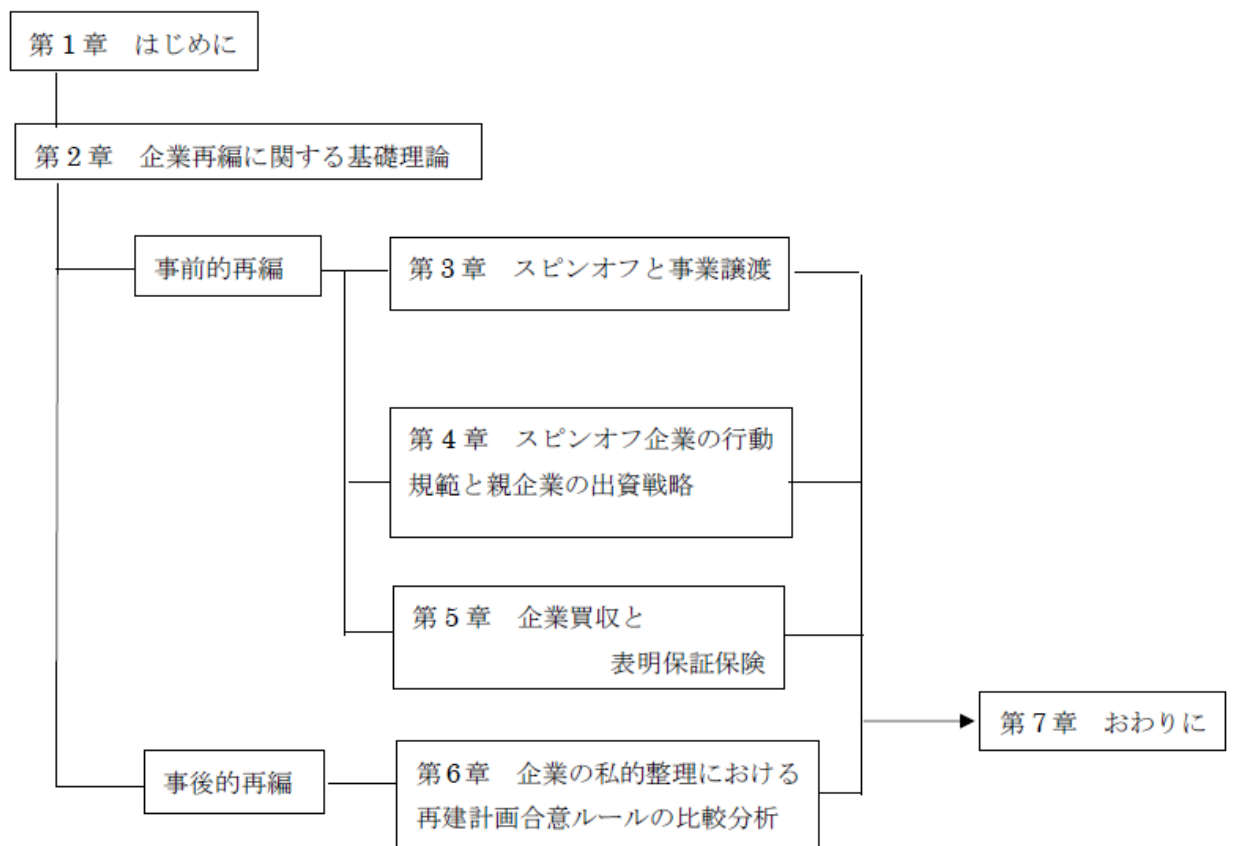 第1章　はじめに
第2章　企業再編に関する基礎理論
事前的再編
第3章　スピンオフと事業譲渡
第4章　スピンオフ企業の行動
規範と親企業の出資戦略
第5章　企業買収と
表明保証保険
事後的再編
第6章　企業の私的整理における
再建計画合意ルールの比較分析
第7章　おわりに